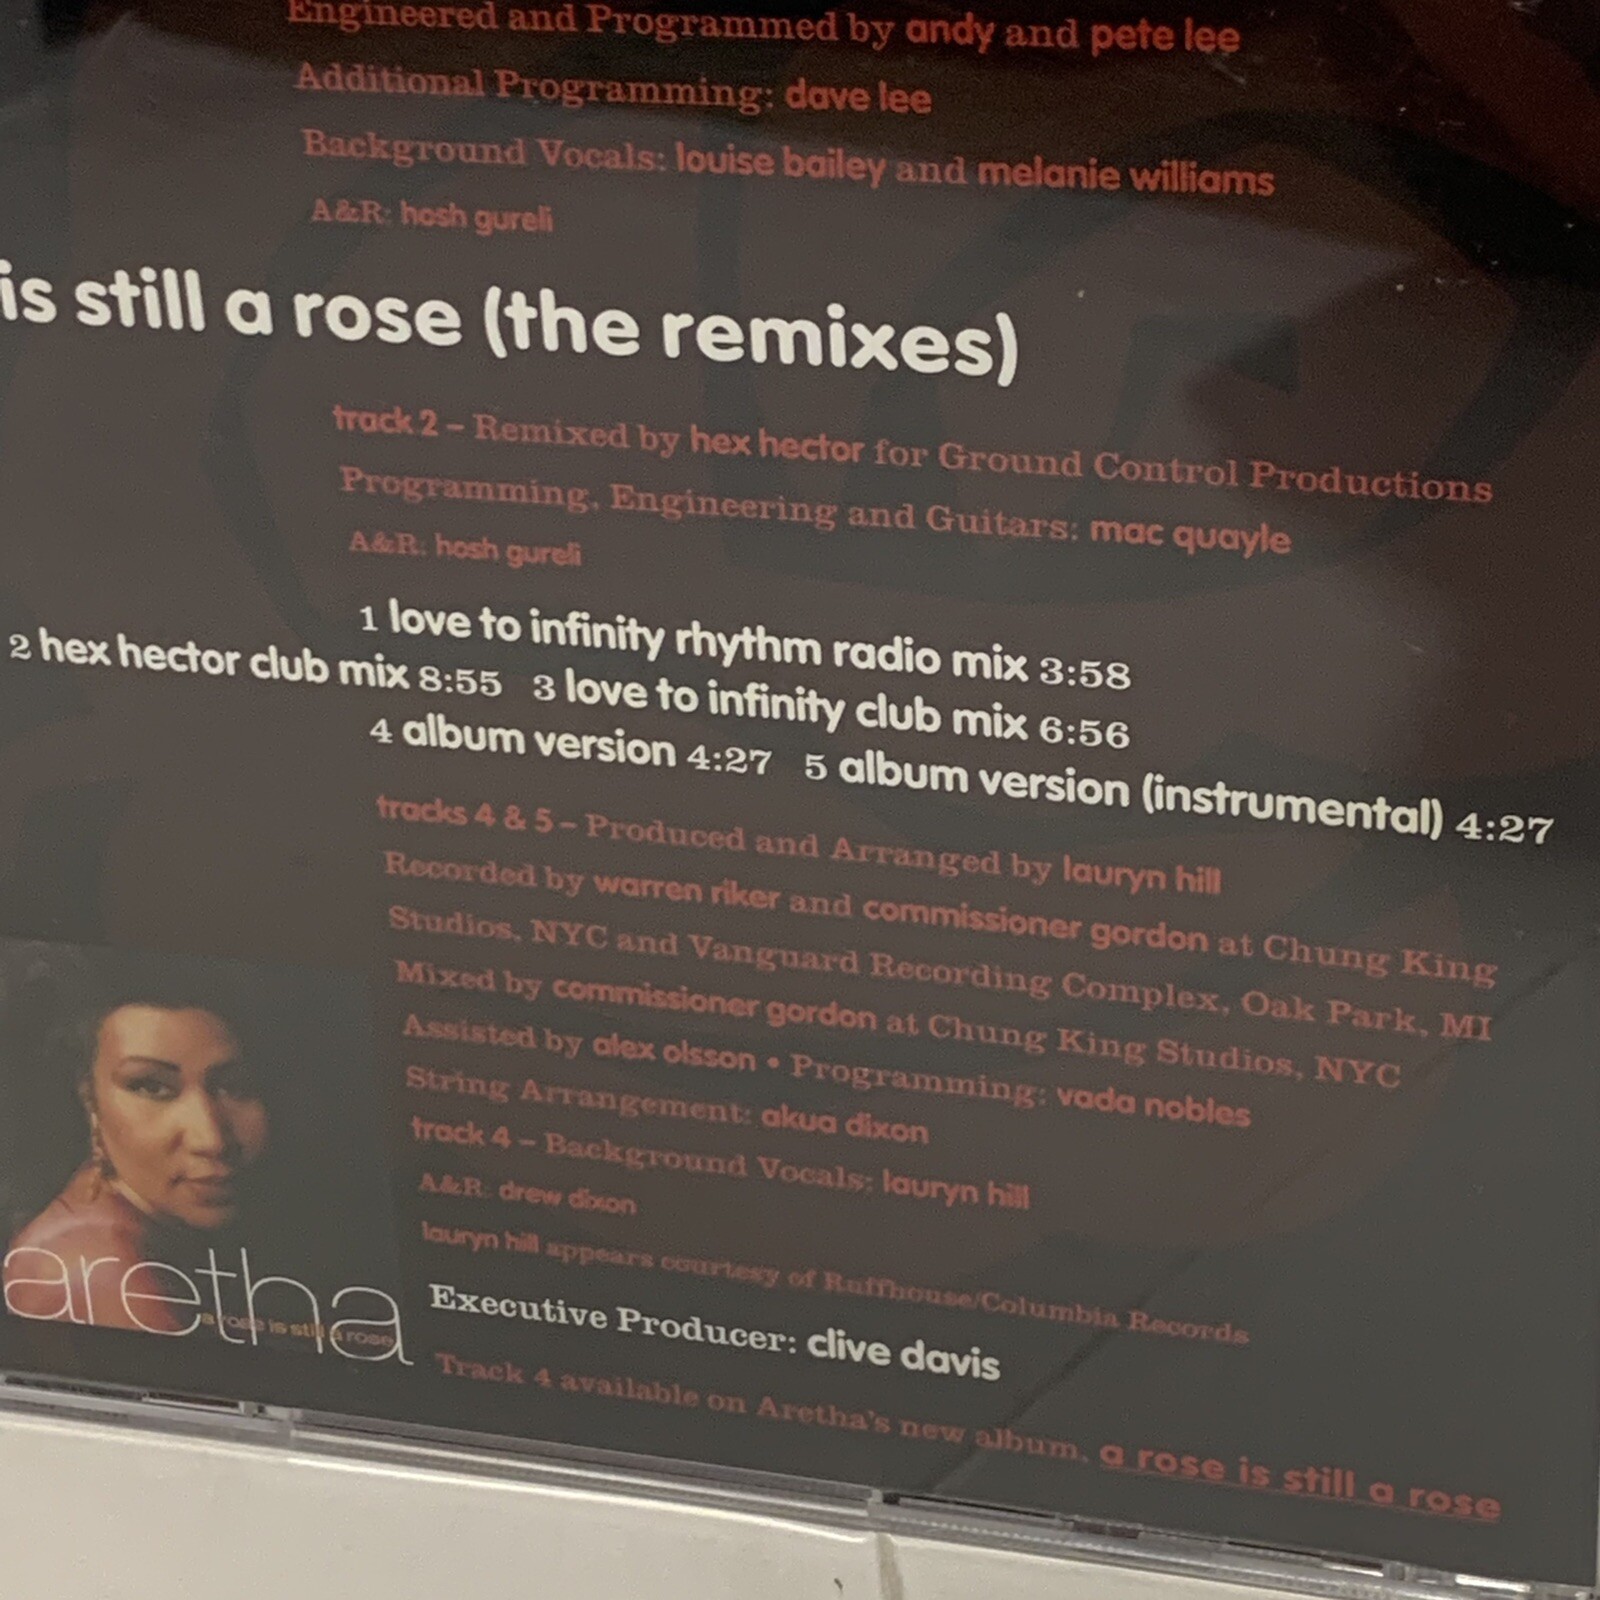 Engineered and Programmed by andy and pete lee
Additional Programming: dave lee
Background Vocals: louise bailey and melanie williams
A&R: hosh gureli
is still a rose (the remixes)
track 2 – Remixed by hex hector for Ground Control Productions
Programming, Engineering and Guitars: mac quayle
A&R: hosh gureli
1 love to infinity rhythm radio mix 3:58
2 hex hector club mix 8:55 3 love to infinity club mix 6:56
4 album version 4:27 5 album version (instrumental) 4:27
tracks 4 & 5 – Produced and Arranged by lauryn hill
Recorded by warren riker and commissioner gordon at Chung King
Studios, NYC and Vanguard Recording Complex, Oak Park, MI
Mixed by commissioner gordon at Chung King Studios, NYC
Assisted by alex olsson • Programming: vada nobles
String Arrangement: akua dixon
track 4 – Background Vocals: lauryn hill
A&R: drew dixon
lauryn hill appears courtesy of Ruffhouse/Columbia Records
aretha
a rose is still a rose
Executive Producer: clive davis
Track 4 available on Aretha's new album, a rose is still a rose